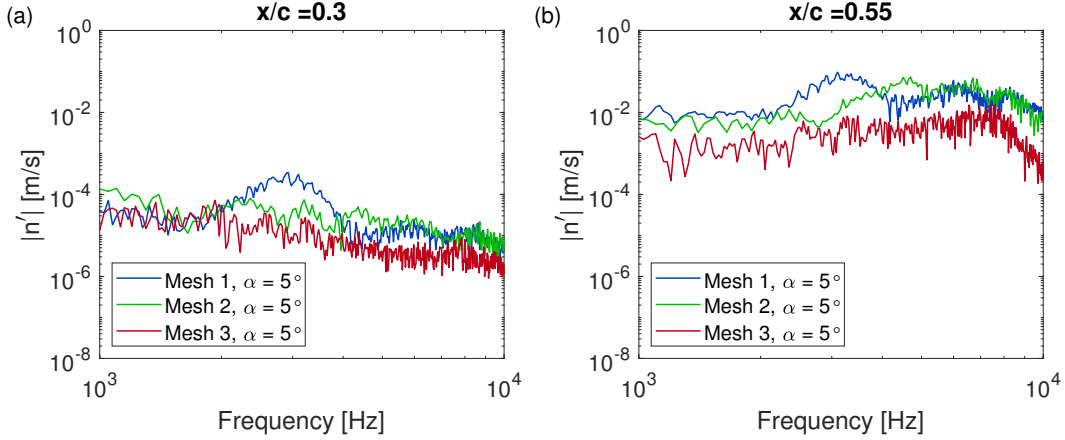 (a)
x/c =0.3
10^0
10^-2
10^-4
10^-6
10^-8
|n′| [m/s]
Mesh 1, α = 5°
Mesh 2, α = 5°
Mesh 3, α = 5°
10^3
10^4
Frequency [Hz]
(b)
x/c =0.55
10^0
10^-2
10^-4
10^-6
10^-8
|n′| [m/s]
Mesh 1, α = 5°
Mesh 2, α = 5°
Mesh 3, α = 5°
10^3
10^4
Frequency [Hz]